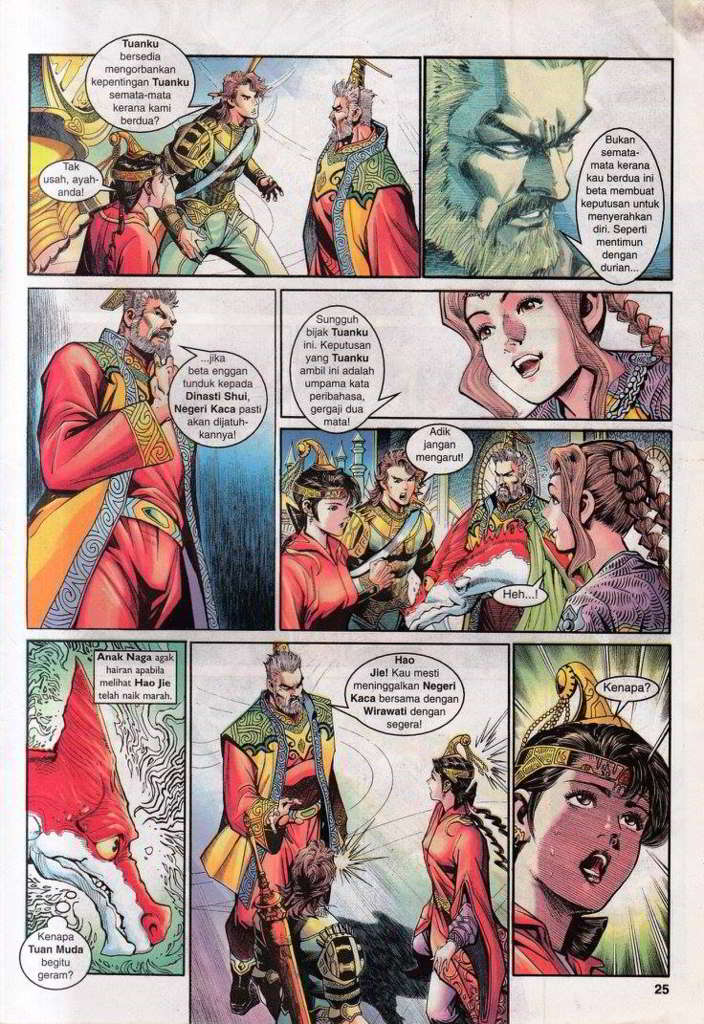 Tuanku
bersedia
mengorbankan
kepentingan Tuanku
semata-mata
kerana kami
berdua?
Tak
usah, ayah-
anda!
Bukan
semata-
mata kerana
kau berdua ini
beta membuat
keputusan untuk
menyerahkan
diri. Seperti
mentimun
dengan
durian...
...jika
beta enggan
tunduk kepada
Dinasti Shui,
Negeri Kaca pasti
akan dijatuh-
kannya!
Sungguh
bijak Tuanku
ini. Keputusan
yang Tuanku
ambil ini adalah
umpama kata
peribahasa,
gergaji dua
mata!
Adik
jangan
mengarut!
Heh...!
Anak Naga agak
hairan apabila
melihat Hao Jie
telah naik marah.
Kenapa
Tuan Muda
begitu
geram?
Hao
Jie! Kau mesti
meninggalkan Negeri
Kaca bersama dengan
Wirawati dengan
segera!
Kenapa?
25